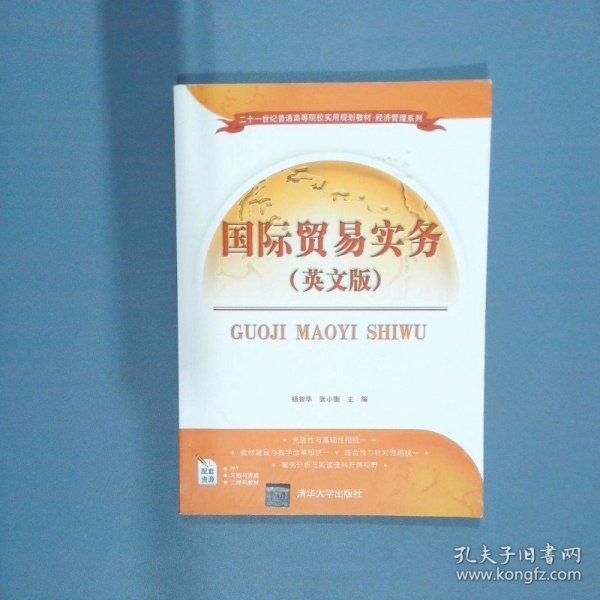 二十一世纪普通高等院校实用规划教材 经济管理系列
国际贸易实务
（英文版）
GUOJI MAOYI SHIWU
杨智华 张小衡 主 编
· 先进性与基础性相统一 ·
· 教材建设与教学改革相统一 · 综合性与针对性相统一 ·
· 案例分析与阅读资料开阔视野 ·
配套
资源
· PPT
· 习题与答案
· 二维码教材
清华大学出版社
孔夫子旧书网
www.kongfz.com